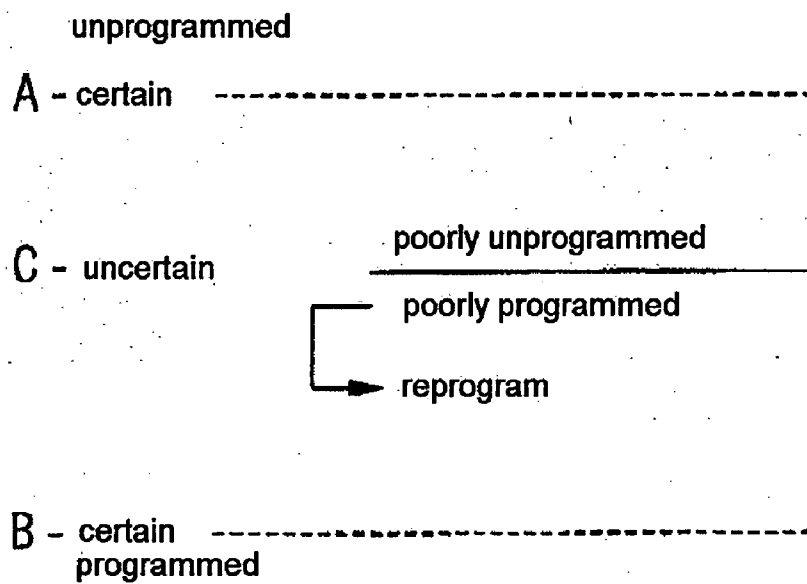 unprogrammed
A - certain
poorly unprogrammed
C - uncertain
poorly programmed
reprogram
B - certain
programmed